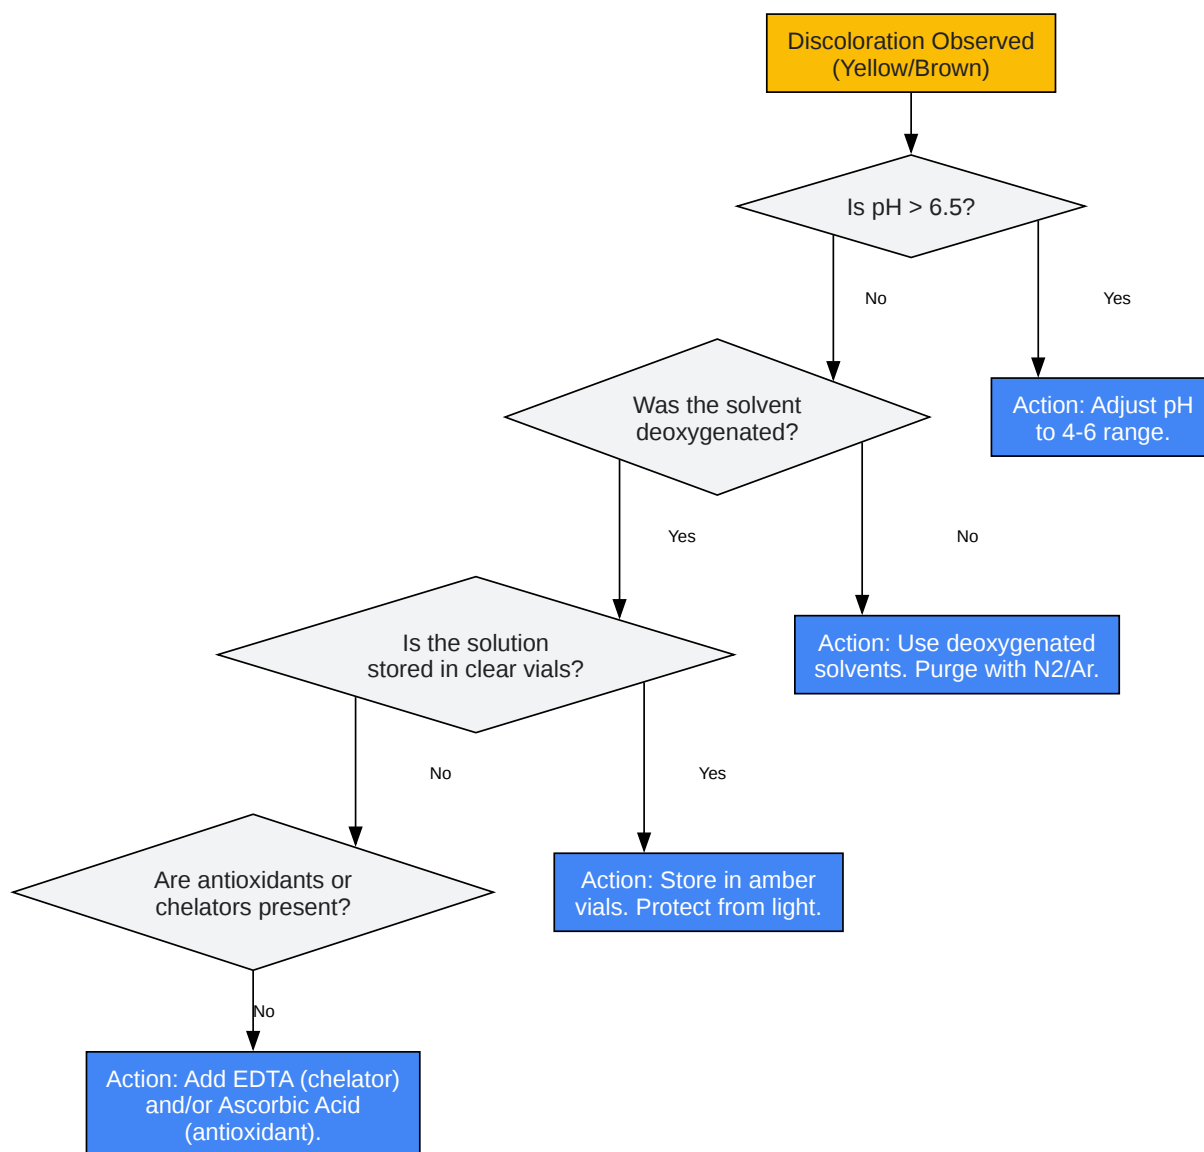 Discoloration Observed
(Yellow/Brown)
Is pH > 6.5?
No
Yes
Was the solvent
deoxygenated?
Action: Adjust pH
to 4-6 range.
Yes
No
Is the solution
stored in clear vials?
Action: Use deoxygenated
solvents. Purge with N2/Ar.
No
Yes
Are antioxidants or
chelators present?
Action: Store in amber
vials. Protect from light.
No
Action: Add EDTA (chelator)
and/or Ascorbic Acid
(antioxidant).